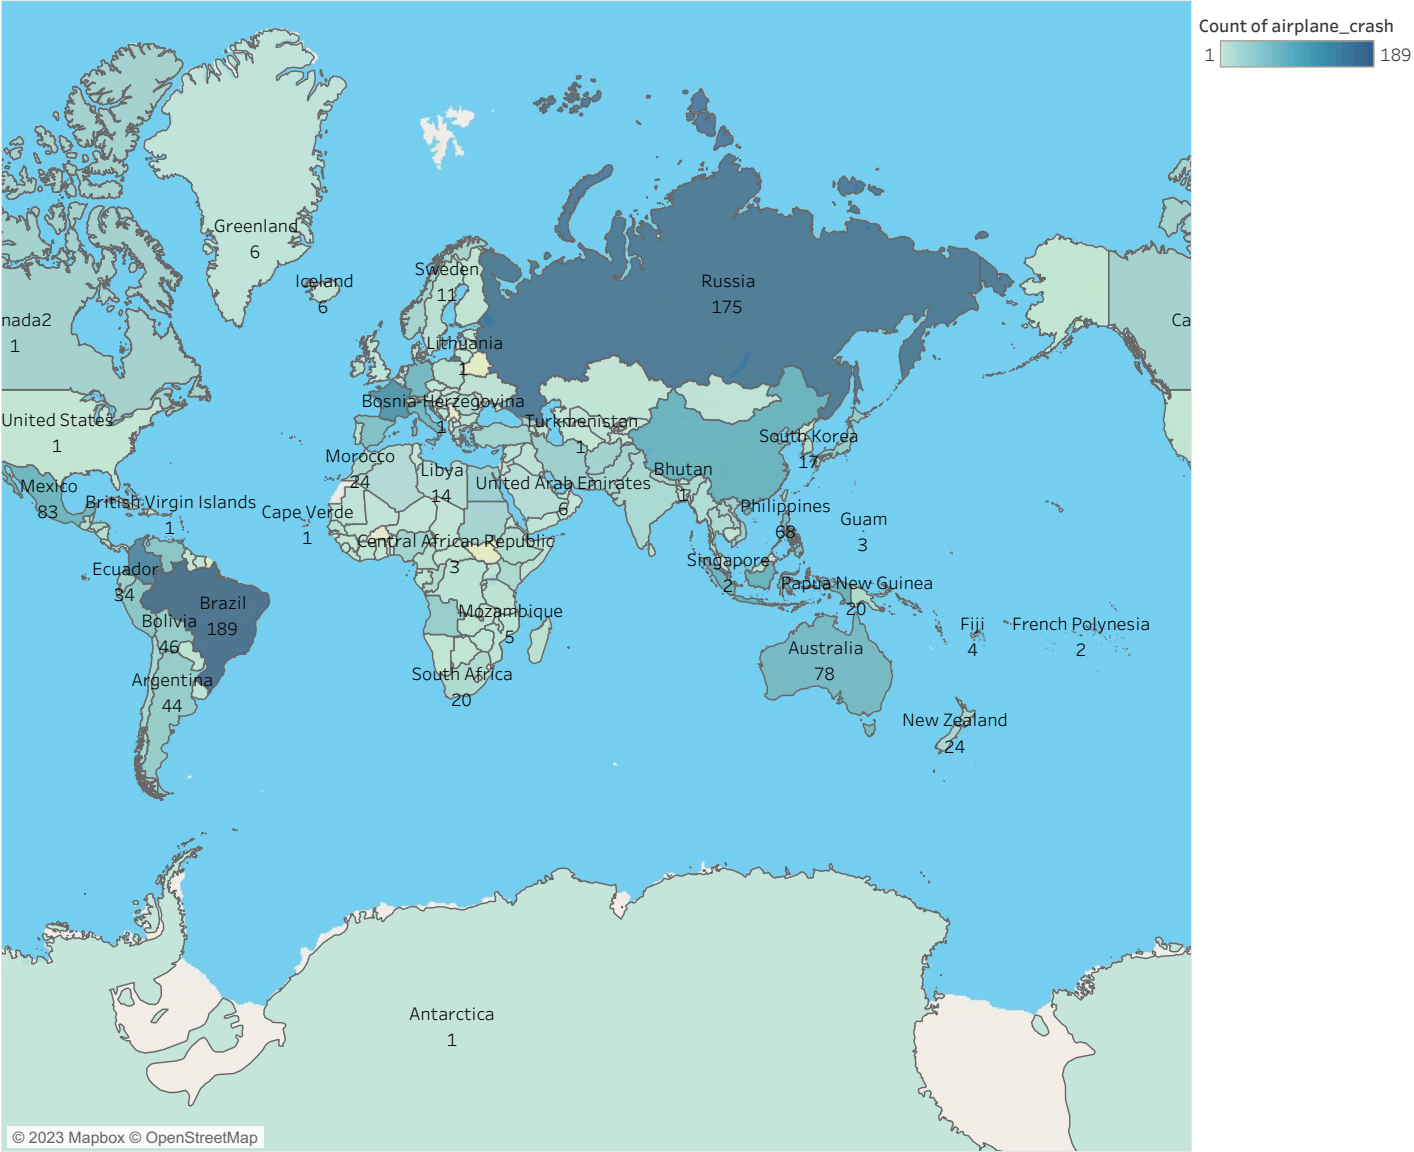 Count of airplane_crash
1
189
Greenland
6
Iceland
6
Sweden
11
Russia
175
nada2
1
Ca
Lithuania
1
United States
1
Bosnia-Herzegovina
1
Turkmenistan
1
South Korea
17
Morocco
24
Libya
14
Bhutan
1
United Arab Emirates
6
Mexico
83
British Virgin Islands
1
Cape Verde
1
Philippines
68
Guam
3
Central African Republic
3
Singapore
2
Ecuador
34
Papua New Guinea
20
Brazil
189
Mozambique
5
Bolivia
46
Fiji
4
French Polynesia
2
Australia
78
South Africa
20
Argentina
44
New Zealand
24
Antarctica
1
© 2023 Mapbox © OpenStreetMap